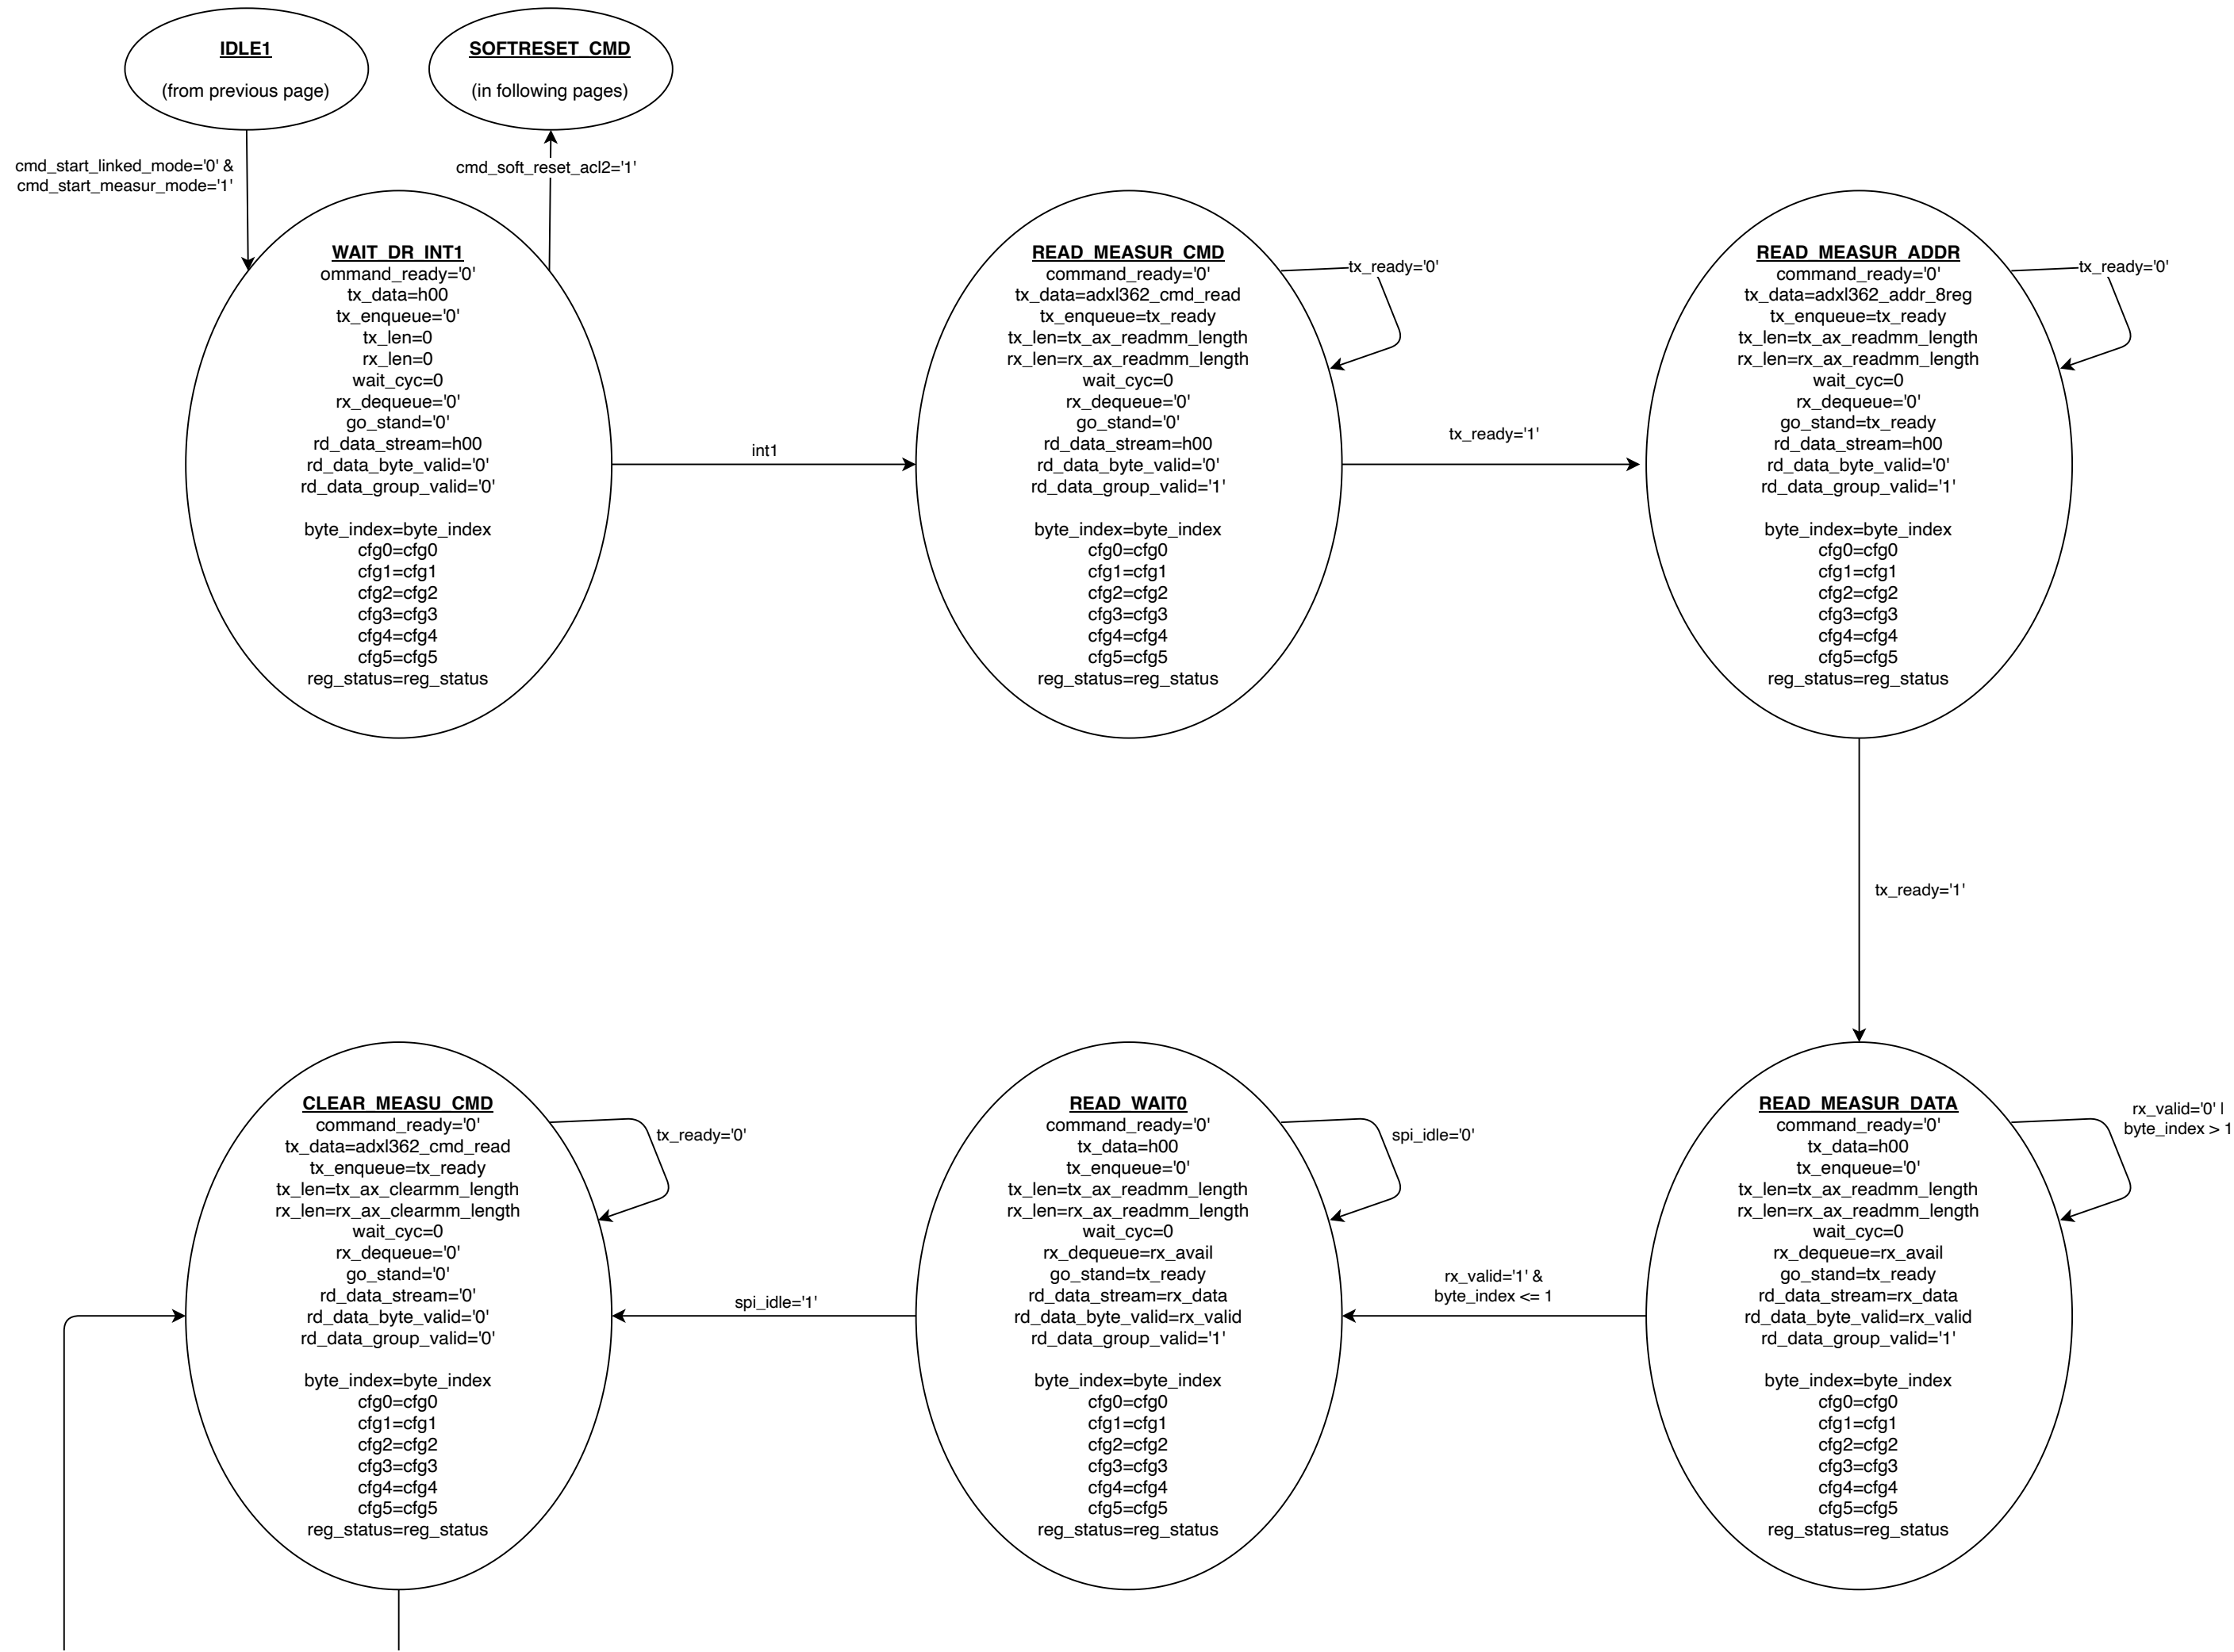 IDLE1
(from previous page)
SOFTRESET_CMD
(in following pages)
cmd_start_linked_mode='0' &
cmd_start_measur_mode='1'
cmd_soft_reset_acl2='1'
WAIT_DR_INT1
ommand_ready='0'
tx_data=h00
tx_enqueue='0'
tx_len=0
rx_len=0
wait_cyc=0
rx_dequeue='0'
go_stand='0'
rd_data_stream=h00
rd_data_byte_valid='0'
rd_data_group_valid='0'
byte_index=byte_index
cfg0=cfg0
cfg1=cfg1
cfg2=cfg2
cfg3=cfg3
cfg4=cfg4
cfg5=cfg5
reg_status=reg_status
int1
READ_MEASUR_CMD
command_ready='0'
tx_data=adxl362_cmd_read
tx_enqueue=tx_ready
tx_len=tx_ax_readmm_length
rx_len=rx_ax_readmm_length
wait_cyc=0
rx_dequeue='0'
go_stand='0'
rd_data_stream=h00
rd_data_byte_valid='0'
rd_data_group_valid='1'
byte_index=byte_index
cfg0=cfg0
cfg1=cfg1
cfg2=cfg2
cfg3=cfg3
cfg4=cfg4
cfg5=cfg5
reg_status=reg_status
tx_ready='0'
tx_ready='1'
READ_MEASUR_ADDR
command_ready='0'
tx_data=adxl362_addr_8reg
tx_enqueue=tx_ready
tx_len=tx_ax_readmm_length
rx_len=rx_ax_readmm_length
wait_cyc=0
rx_dequeue='0'
go_stand=tx_ready
rd_data_stream=h00
rd_data_byte_valid='0'
rd_data_group_valid='1'
byte_index=byte_index
cfg0=cfg0
cfg1=cfg1
cfg2=cfg2
cfg3=cfg3
cfg4=cfg4
cfg5=cfg5
reg_status=reg_status
tx_ready='0'
tx_ready='1'
CLEAR_MEASU_CMD
command_ready='0'
tx_data=adxl362_cmd_read
tx_enqueue=tx_ready
tx_len=tx_ax_clearmm_length
rx_len=rx_ax_clearmm_length
wait_cyc=0
rx_dequeue='0'
go_stand='0'
rd_data_stream='0'
rd_data_byte_valid='0'
rd_data_group_valid='0'
byte_index=byte_index
cfg0=cfg0
cfg1=cfg1
cfg2=cfg2
cfg3=cfg3
cfg4=cfg4
cfg5=cfg5
reg_status=reg_status
tx_ready='0'
spi_idle='1'
READ_WAIT0
command_ready='0'
tx_data=h00
tx_enqueue='0'
tx_len=tx_ax_readmm_length
rx_len=rx_ax_readmm_length
wait_cyc=0
rx_dequeue=rx_avail
go_stand=tx_ready
rd_data_stream=rx_data
rd_data_byte_valid=rx_valid
rd_data_group_valid='1'
byte_index=byte_index
cfg0=cfg0
cfg1=cfg1
cfg2=cfg2
cfg3=cfg3
cfg4=cfg4
cfg5=cfg5
reg_status=reg_status
spi_idle='0'
rx_valid='1' &
byte_index <= 1
READ_MEASUR_DATA
command_ready='0'
tx_data=h00
tx_enqueue='0'
tx_len=tx_ax_readmm_length
rx_len=rx_ax_readmm_length
wait_cyc=0
rx_dequeue=rx_avail
go_stand=tx_ready
rd_data_stream=rx_data
rd_data_byte_valid=rx_valid
rd_data_group_valid='1'
byte_index=byte_index
cfg0=cfg0
cfg1=cfg1
cfg2=cfg2
cfg3=cfg3
cfg4=cfg4
cfg5=cfg5
reg_status=reg_status
rx_valid='0' |
byte_index > 1